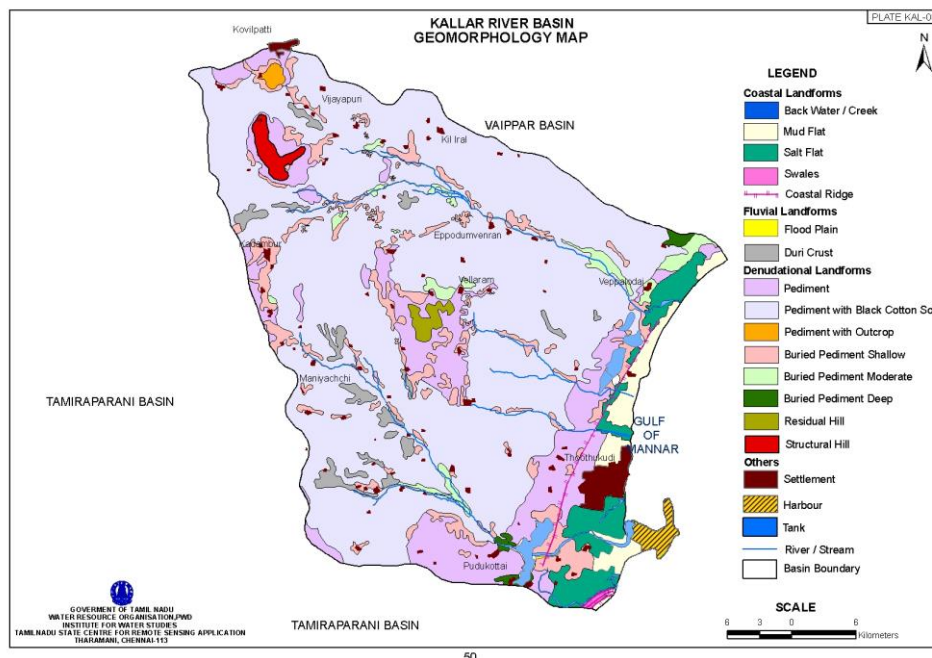 KALLAR RIVER BASIN
GEOMORPHOLOGY MAP
PLATE KAL-0
N
Kovilpatti
Vijayapuri
VAIPPAR BASIN
Kil Iral
Kadambur
Eppodumvenran
Vellaram
Veppalodai
Maniyachchi
TAMIRAPARANI BASIN
GULF
OF
MANNAR
Thoothukudi
Pudukottai
TAMIRAPARANI BASIN
LEGEND
Coastal Landforms
Back Water / Creek
Mud Flat
Salt Flat
Swales
Coastal Ridge
Fluvial Landforms
Flood Plain
Duri Crust
Denudational Landforms
Pediment
Pediment with Black Cotton So
Pediment with Outcrop
Buried Pediment Shallow
Buried Pediment Moderate
Buried Pediment Deep
Residual Hill
Structural Hill
Others
Settlement
Harbour
Tank
River / Stream
Basin Boundary
SCALE
6 3 0 6
Kilometers
GOVERMENT OF TAMIL NADU
WATER RESOURCE ORGANISATION,PWD
INSTITUTE FOR WATER STUDIES
TAMILNADU STATE CENTRE FOR REMOTE SENSING APPLICATION
THARAMANI, CHENNAI-113
50